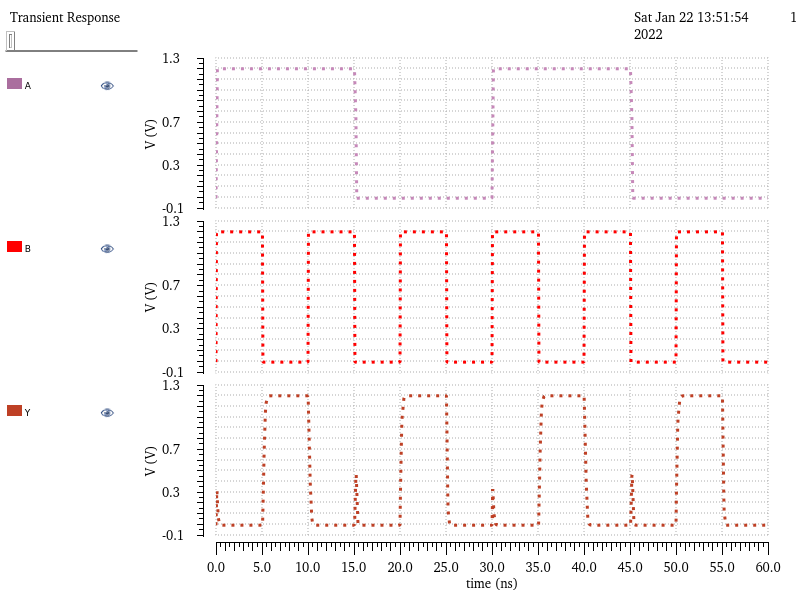 Transient Response
Sat Jan 22 13:51:54 1
2022
A
1.3
0.7
0.3
-0.1
V (V)
B
1.3
0.7
0.3
-0.1
V (V)
Y
1.3
0.7
0.3
-0.1
V (V)
0.0 5.0 10.0 15.0 20.0 25.0 30.0 35.0 40.0 45.0 50.0 55.0 60.0
time (ns)